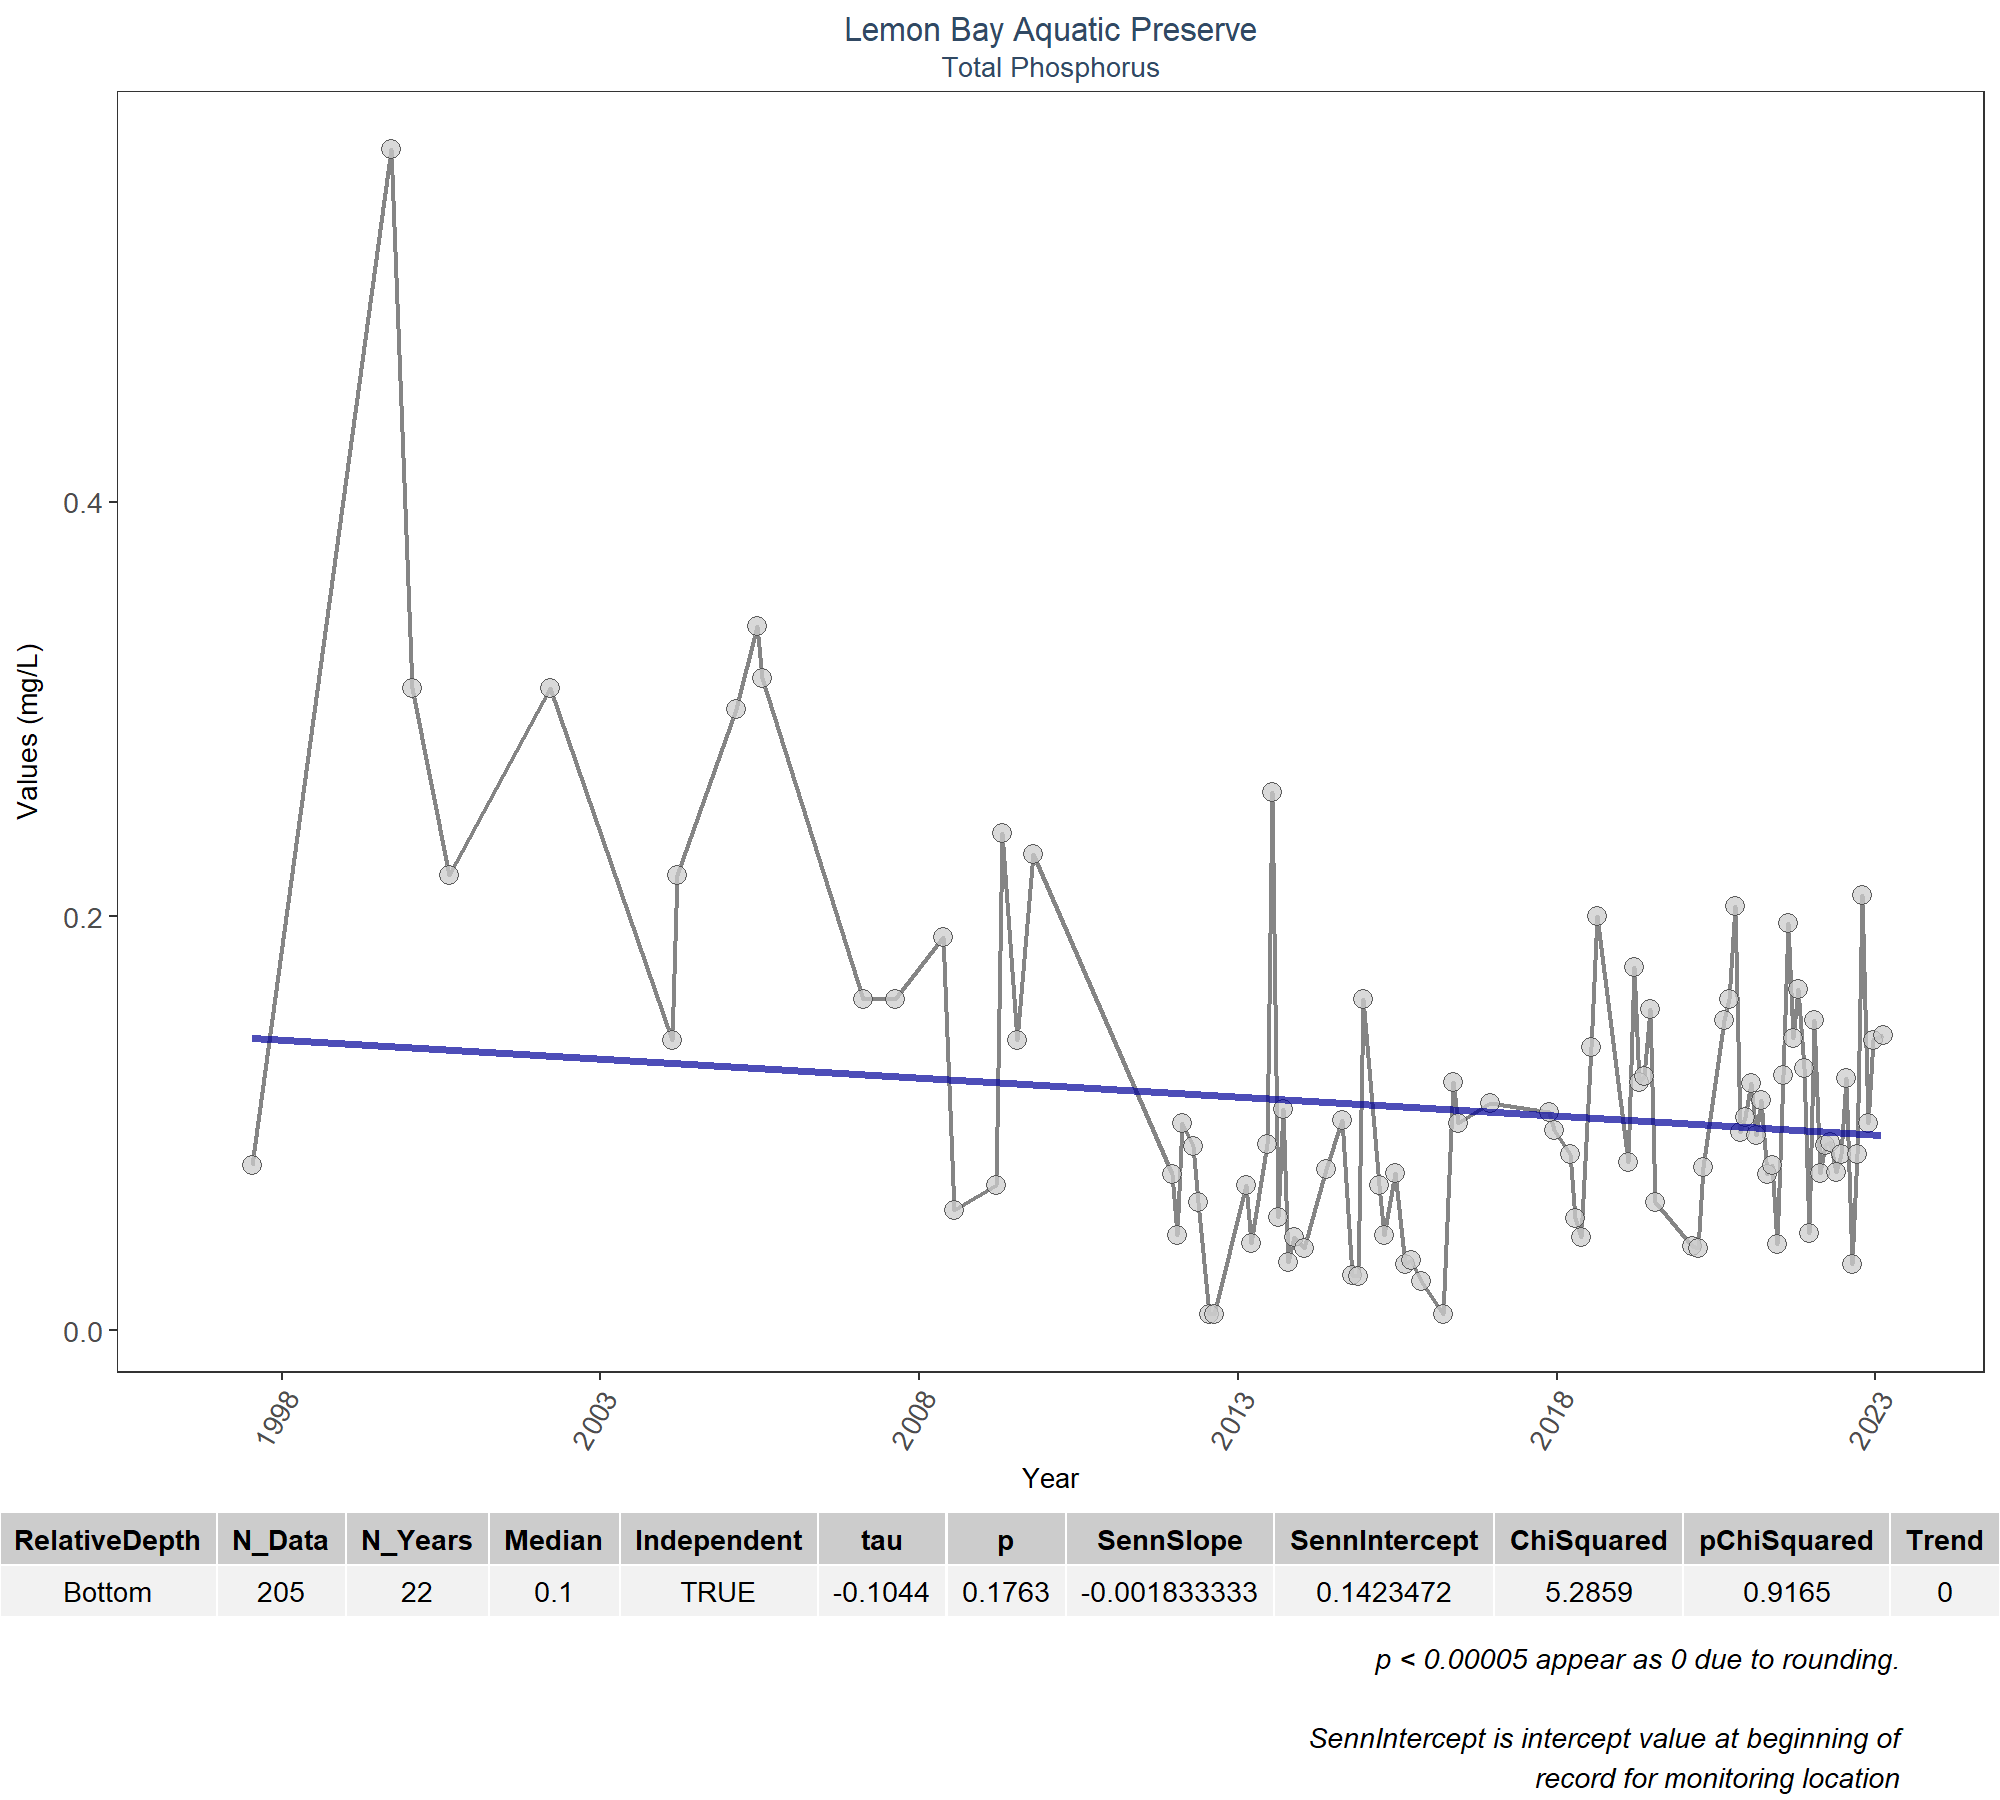 Lemon Bay Aquatic Preserve
Total Phosphorus
Values (mg/L)
0.4
0.2
0.0
1998 2003 2008 2013 2018 2023
Year
RelativeDepth N_Data N_Years Median Independent tau p SennSlope SennIntercept ChiSquared pChiSquared Trend
Bottom 205 22 0.1 TRUE -0.1044 0.1763 -0.001833333 0.1423472 5.2859 0.9165 0
p < 0.00005 appear as 0 due to rounding.
SennIntercept is intercept value at beginning of
record for monitoring location